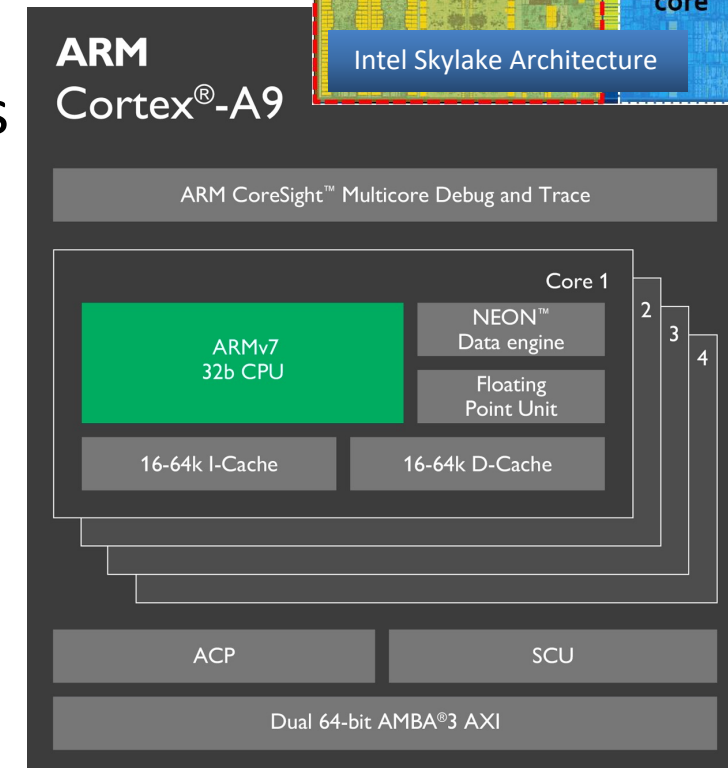 core
Intel Skylake Architecture
s
ARM
Cortex®-A9
ARM CoreSight™ Multicore Debug and Trace
Core 1
2
3
4
ARMv7
32b CPU
NEON™
Data engine
Floating
Point Unit
16-64k I-Cache
16-64k D-Cache
ACP
SCU
Dual 64-bit AMBA®3 AXI